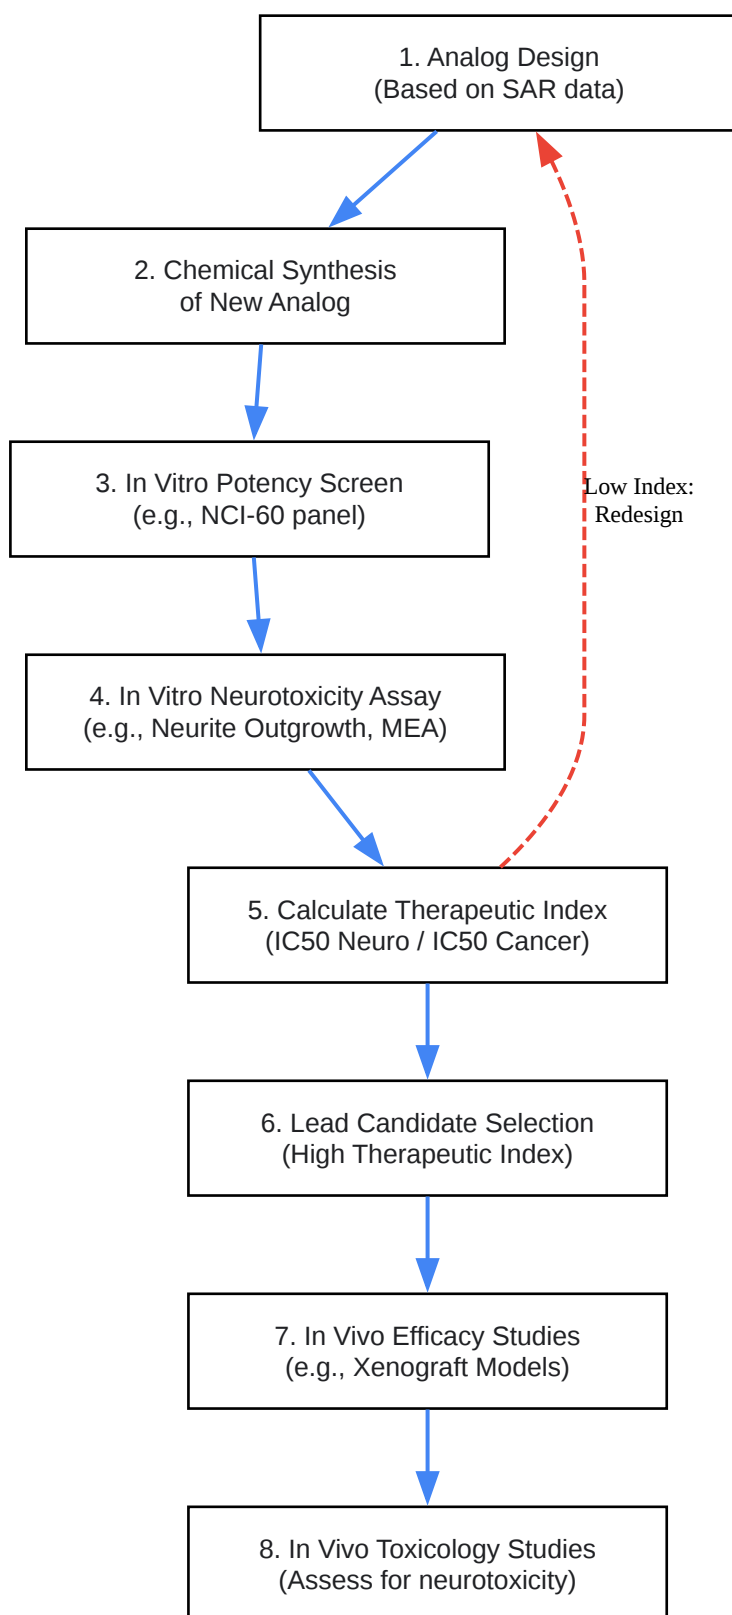 1. Analog Design
(Based on SAR data)
2. Chemical Synthesis
of New Analog
3. In Vitro Potency Screen
(e.g., NCI-60 panel)
Low Index:
Redesign
4. In Vitro Neurotoxicity Assay
(e.g., Neurite Outgrowth, MEA)
5. Calculate Therapeutic Index
(IC50 Neuro / IC50 Cancer)
6. Lead Candidate Selection
(High Therapeutic Index)
7. In Vivo Efficacy Studies
(e.g., Xenograft Models)
8. In Vivo Toxicology Studies
(Assess for neurotoxicity)